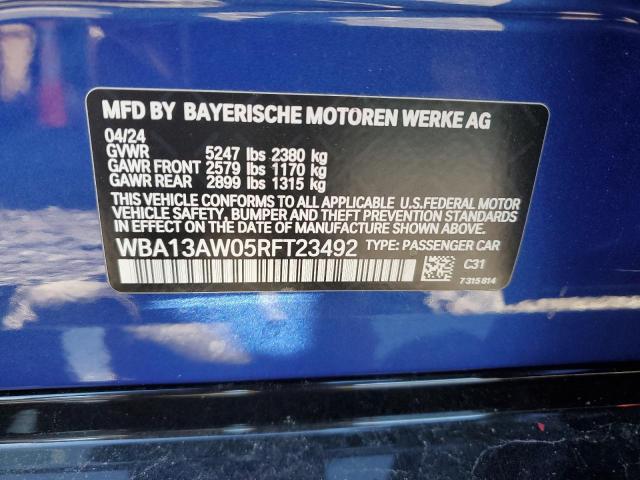 MFD BY BAYERISCHE MOTOREN WERKE AG
04/24
GVWR 5247 lbs 2380 kg
GAWR FRONT 2579 lbs 1170 kg
GAWR REAR 2899 lbs 1315 kg
THIS VEHICLE CONFORMS TO ALL APPLICABLE U.S.FEDERAL MOTOR
VEHICLE SAFETY, BUMPER AND THEFT PREVENTION STANDARDS IN
EFFECT ON THE DATE OF MANUFACTURE SHOWN ABOVE.
WBA13AW05RFT23492 TYPE: PASSENGER CAR
C31
7315814